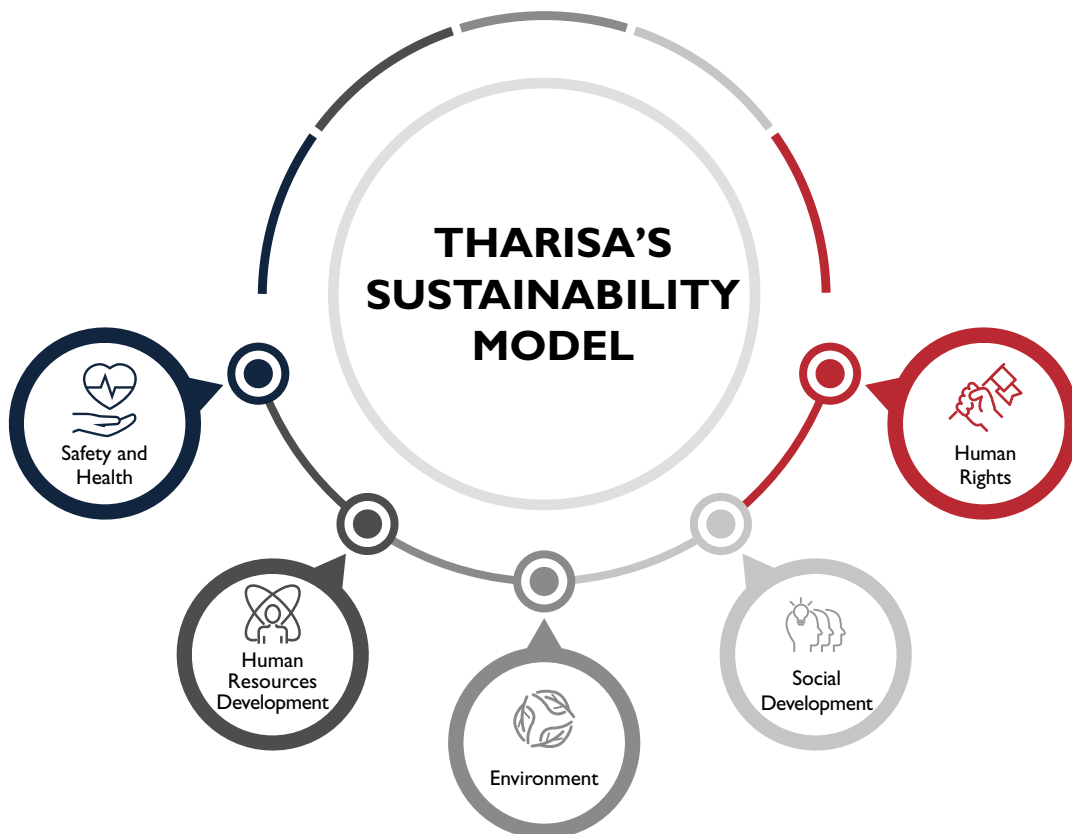 THARISA’S
SUSTAINABILITY
MODEL
Safety and
Health
Human
Resources
Development
Environment
Social
Development
Human
Rights